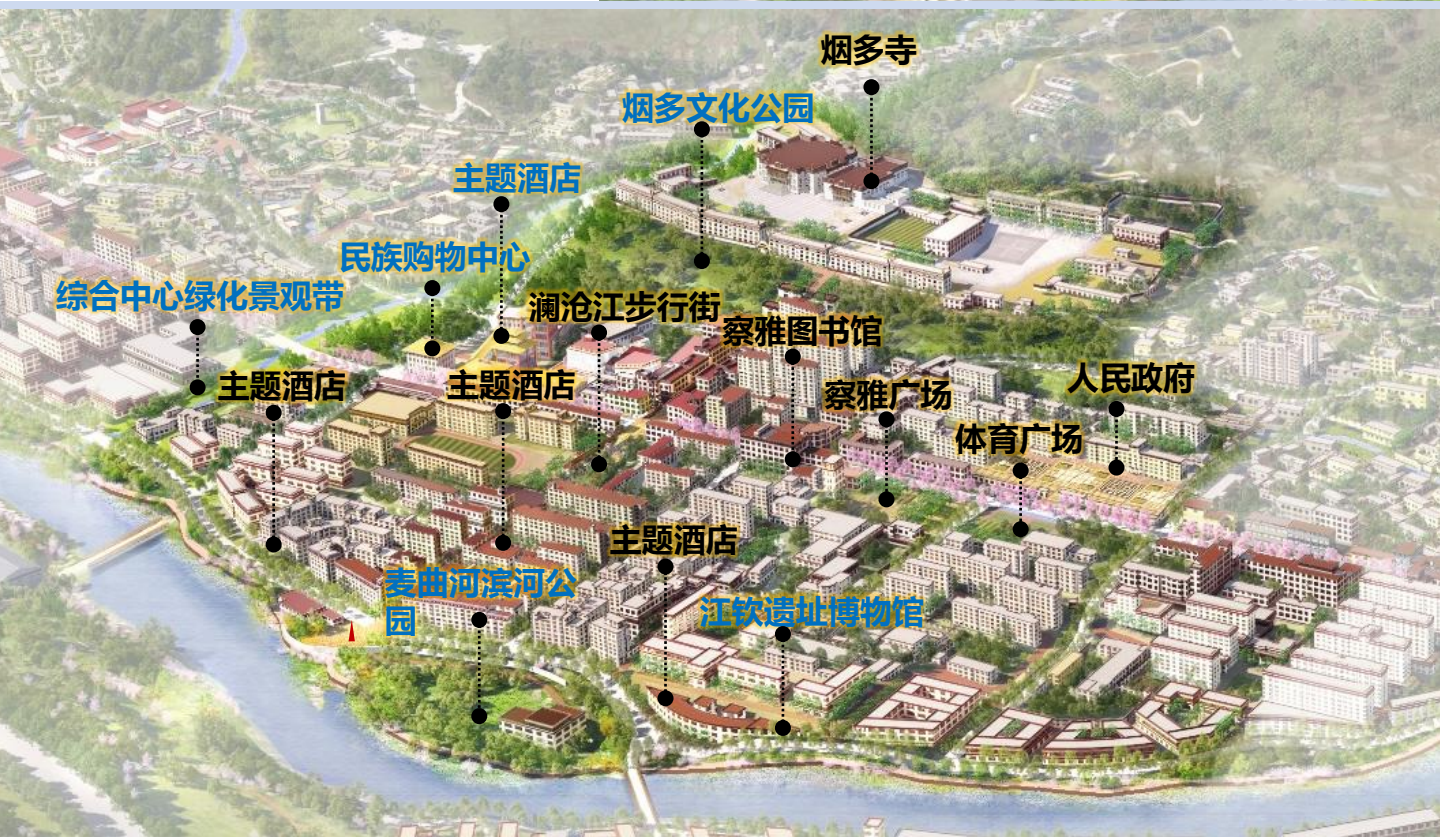 烟多寺
烟多文化公园
主题酒店
民族购物中心
综合中心绿化景观带
澜沧江步行街
察雅图书馆
主题酒店
主题酒店
察雅广场
人民政府
体育广场
主题酒店
麦曲河滨河公
园
江钦遗址博物馆